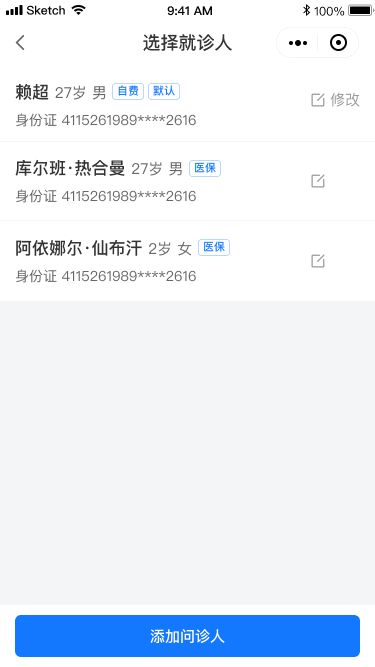 Sketch 9:41 AM 100%
选择就诊人
赖超 27岁 男 自费 默认
身份证 4115261989****2616
修改
库尔班·热合曼 27岁 男 医保
身份证 4115261989****2616
阿依娜尔·仙布汗 2岁 女 医保
身份证 4115261989****2616
添加问诊人